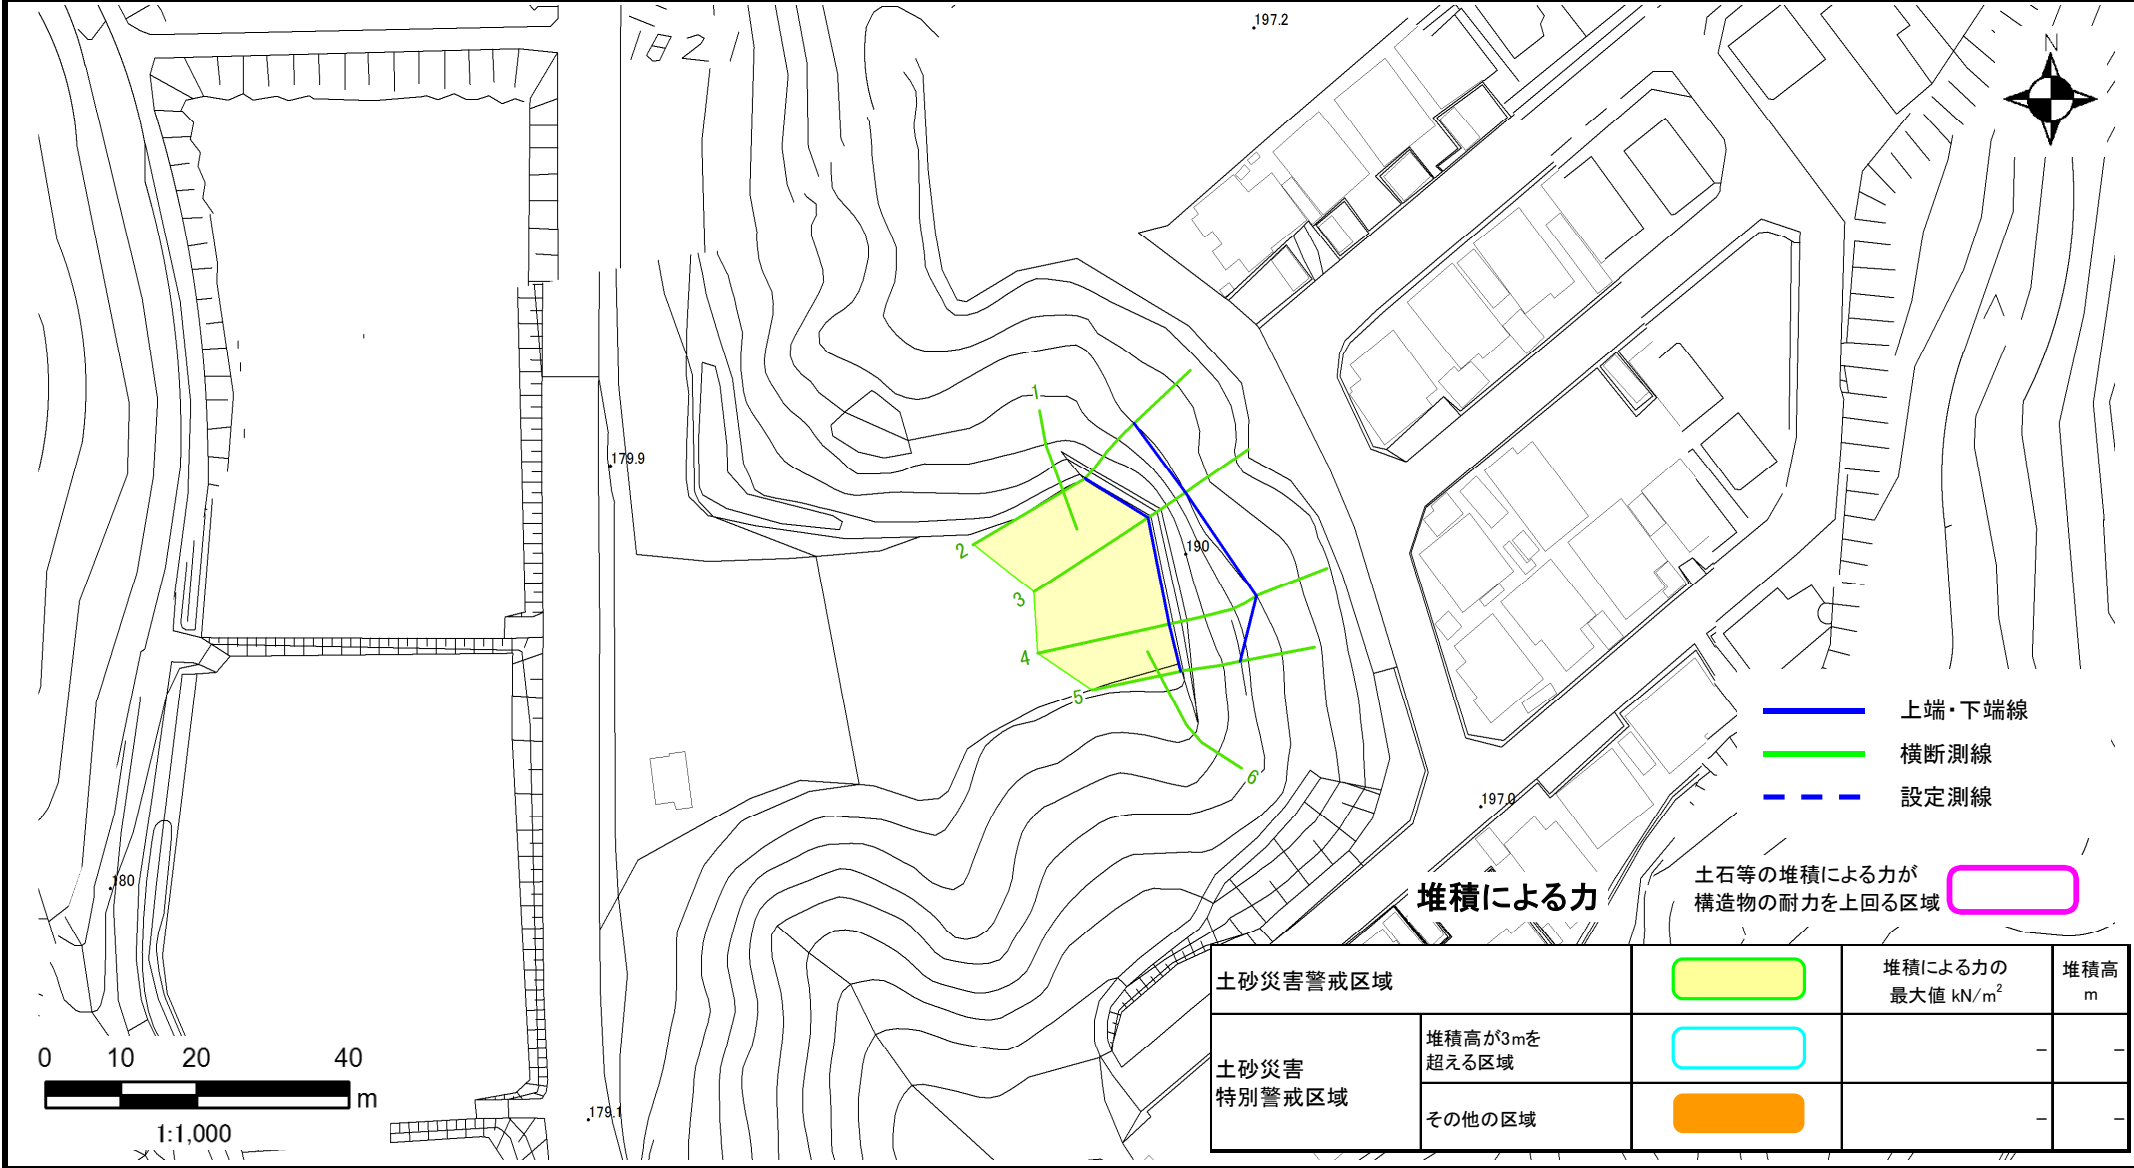 1821
197.2
N
1
179.9
2
190
3
4
5
6
上端・下端線
横断測線
設定測線
197.0
180
堆積による力
土石等の堆積による力が
構造物の耐力を上回る区域
土砂災害警戒区域
堆積による力の
最大値 kN/m²
堆積高
m
土砂災害
特別警戒区域
堆積高が3mを
超える区域
- -
その他の区域
- -
0 10 20 40
m
1:1,000
179.1